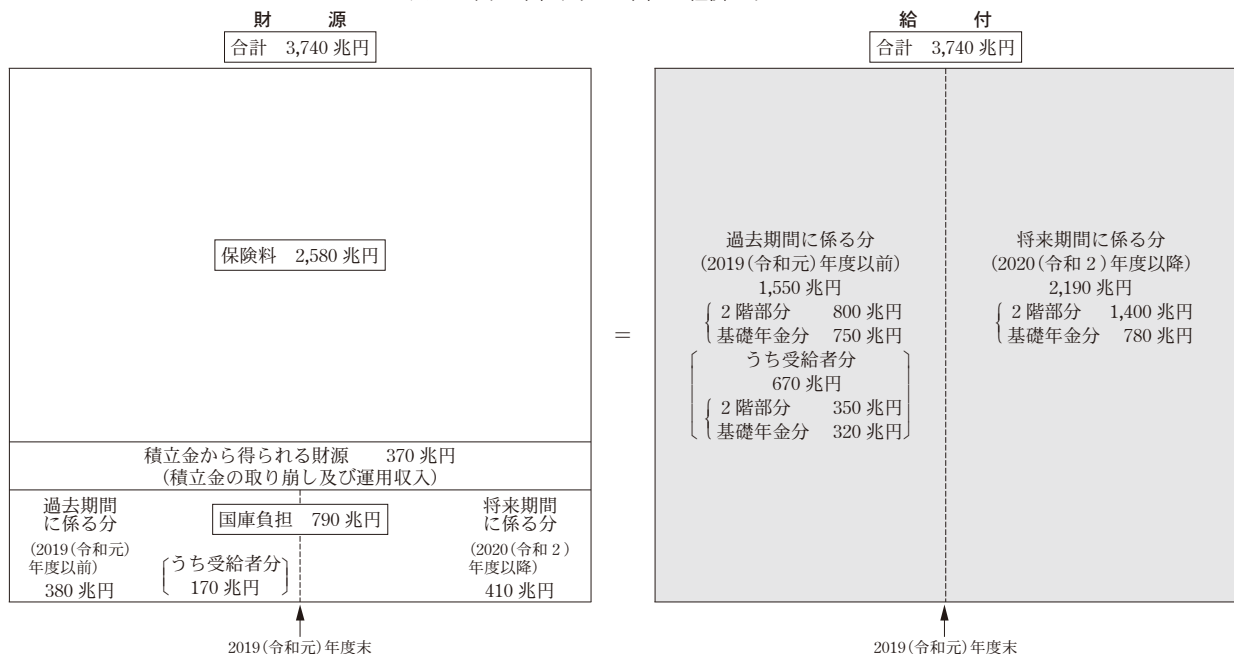 財　源
合計　3,740 兆円
保険料　2,580 兆円
積立金から得られる財源　370 兆円
(積立金の取り崩し及び運用収入)
過去期間
に係る分
(2019(令和元)
年度以前)
380 兆円
国庫負担　790 兆円
うち受給者分
170 兆円
将来期間
に係る分
(2020(令和 2 )
年度以降)
410 兆円
2019(令和元)年度末
＝
給　付
合計　3,740 兆円
過去期間に係る分
(2019(令和元)年度以前)
1,550 兆円
2 階部分　800 兆円
基礎年金分　750 兆円
うち受給者分
670 兆円
2 階部分　350 兆円
基礎年金分　320 兆円
将来期間に係る分
(2020(令和 2 )年度以降)
2,190 兆円
2 階部分　1,400 兆円
基礎年金分　780 兆円
2019(令和元)年度末